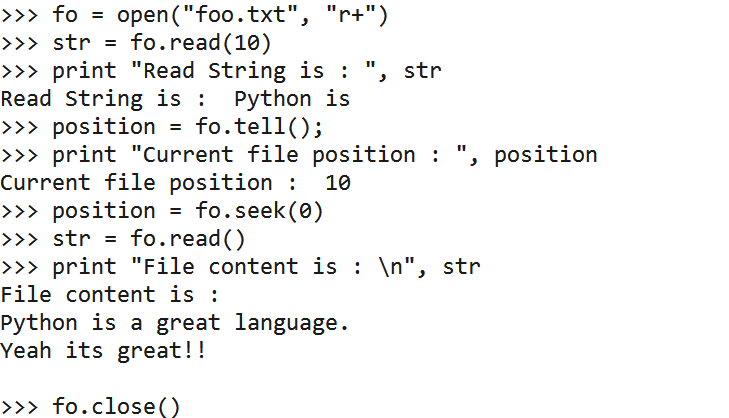 >>> fo = open("foo.txt", "r+")
>>> str = fo.read(10)
>>> print "Read String is : ", str
Read String is :  Python is
>>> position = fo.tell();
>>> print "Current file position : ", position
Current file position :  10
>>> position = fo.seek(0)
>>> str = fo.read()
>>> print "File content is : \n", str
File content is :
Python is a great language.
Yeah its great!!

>>> fo.close()